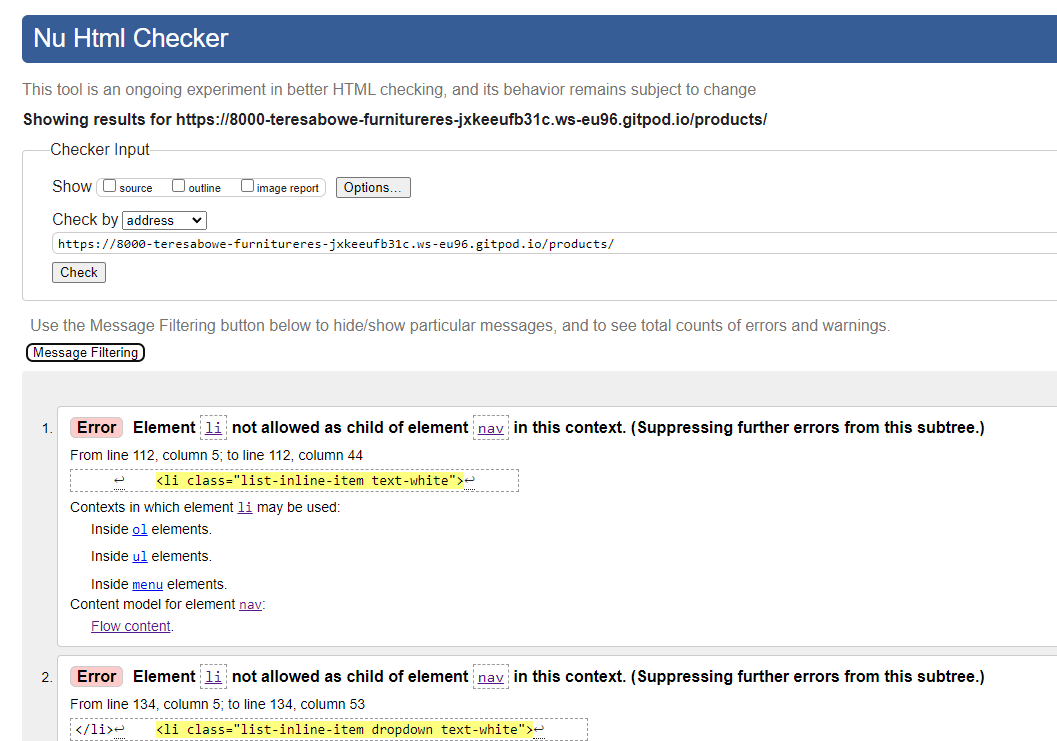 Nu Html Checker
This tool is an ongoing experiment in better HTML checking, and its behavior remains subject to change
Showing results for https://8000-teresabowe-furnitureres-jxkeeufb31c.ws-eu96.gitpod.io/products/
Checker Input
Show source outline image report Options...
Check by address
https://8000-teresabowe-furnitureres-jxkeeufb31c.ws-eu96.gitpod.io/products/
Check
Use the Message Filtering button below to hide/show particular messages, and to see total counts of errors and warnings.
Message Filtering
1. Error Element li not allowed as child of element nav in this context. (Suppressing further errors from this subtree.)
From line 112, column 5; to line 112, column 44
↩ <li class="list-inline-item text-white">↩
Contexts in which element li may be used:
Inside ol elements.
Inside ul elements.
Inside menu elements.
Content model for element nav:
Flow content.
2. Error Element li not allowed as child of element nav in this context. (Suppressing further errors from this subtree.)
From line 134, column 5; to line 134, column 53
</li>↩ <li class="list-inline-item dropdown text-white">↩